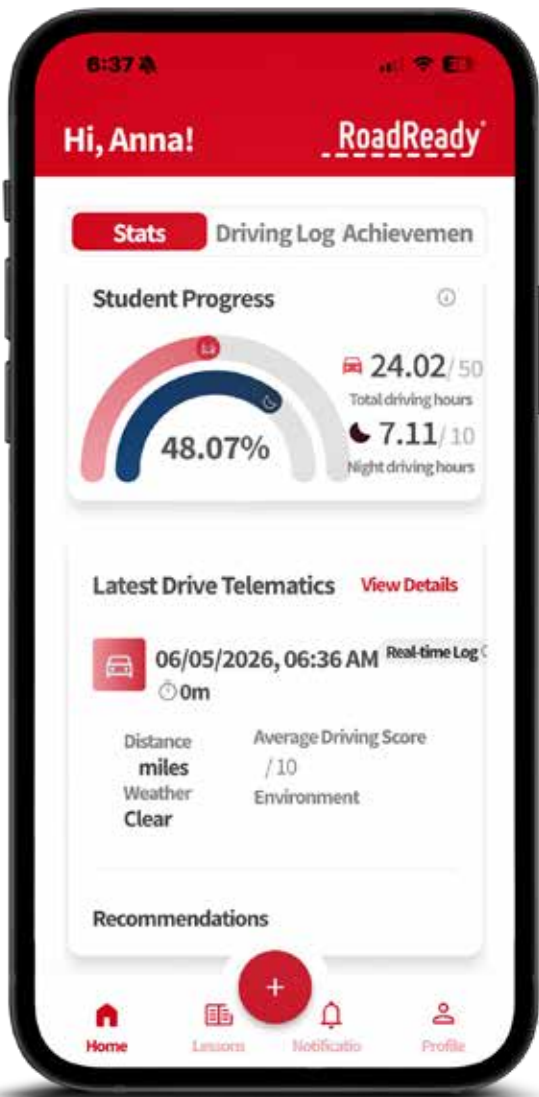 6:37
Hi, Anna!
RoadReady
Stats
Driving Log
Achievemen
Student Progress
24.02/50
Total driving hours
7.11/10
Night driving hours
48.07%
Latest Drive Telematics
View Details
06/05/2026, 06:36 AM
Real-time Log
0m
Distance
miles
Average Driving Score
/10
Weather
Clear
Environment
Recommendations
+
Home
Lessons
Notificatio
Profile